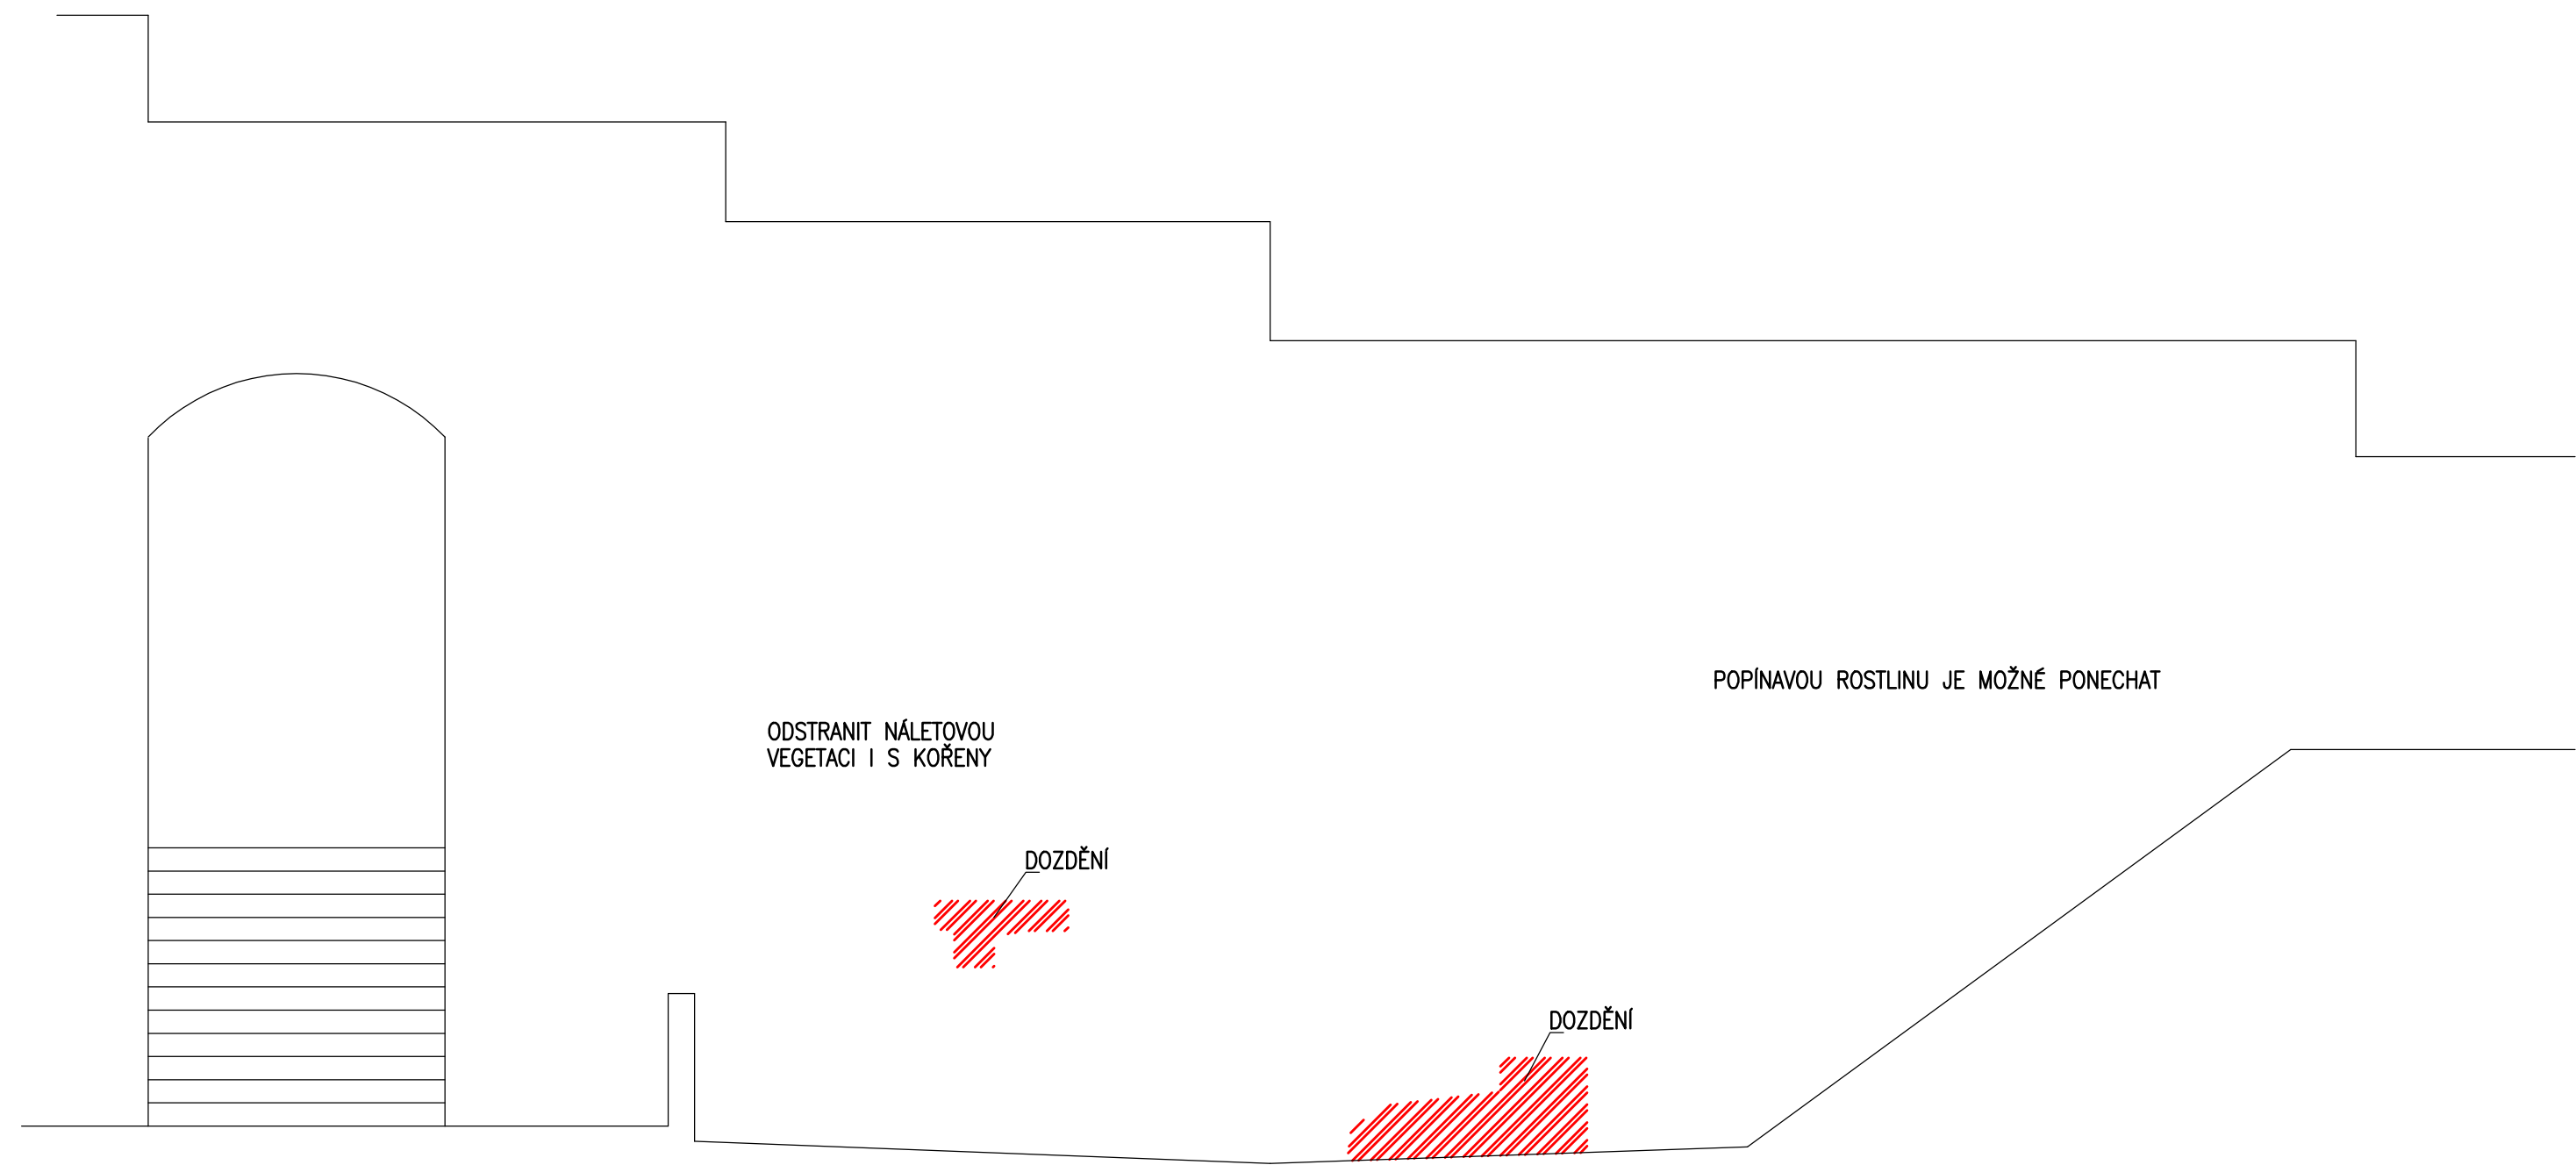 POPÍNAVOU ROSTLINU JE MOŽNÉ PONECHAT
ODSTRANIT NÁLETOVOU
VEGETACI I S KOŘENY
DOZDĚNÍ
DOZDĚNÍ